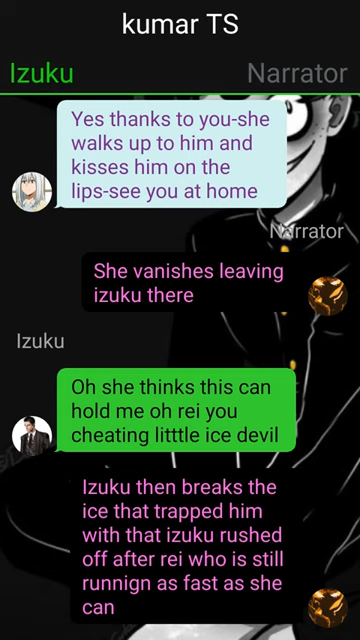 kumar TS
Izuku
Narrator
Yes thanks to you-she
walks up to him and
kisses him on the
lips-see you at home
Narrator
She vanishes leaving
izuku there
Izuku
Oh she thinks this can
hold me oh rei you
cheating litttle ice devil
Izuku then breaks the
ice that trapped him
with that izuku rushed
off after rei who is still
runnign as fast as she
can